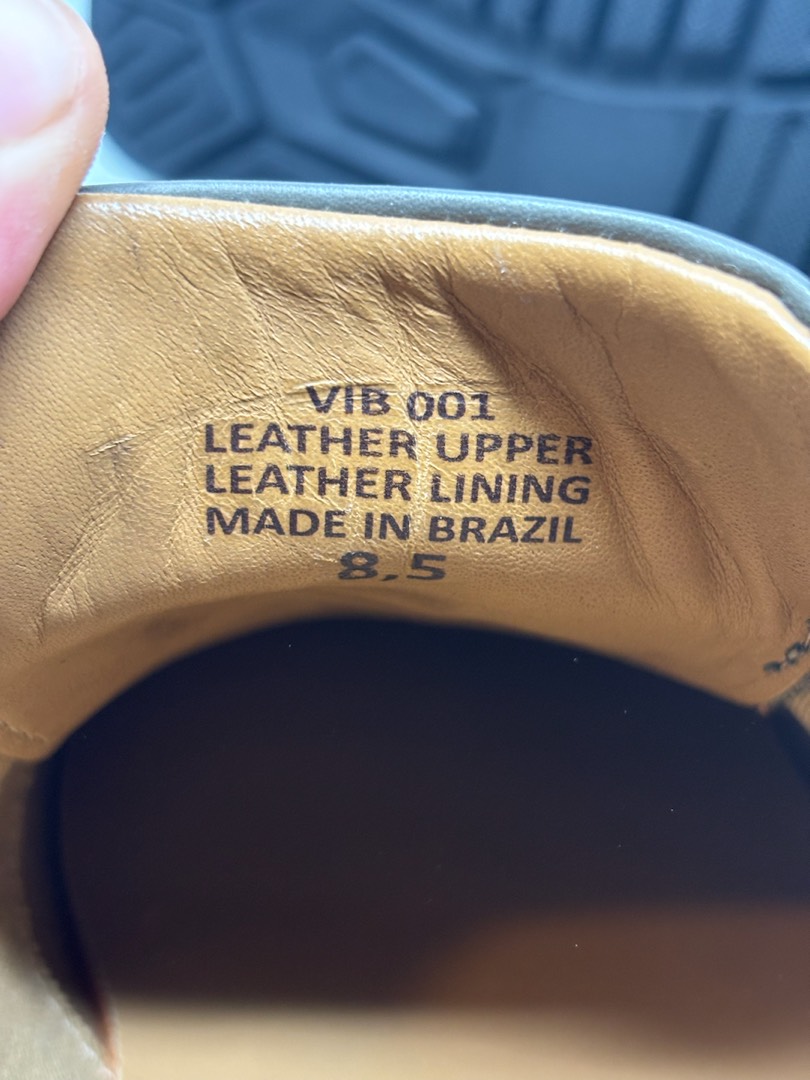 VIB 001
LEATHER UPPER
LEATHER LINING
MADE IN BRAZIL
8,5